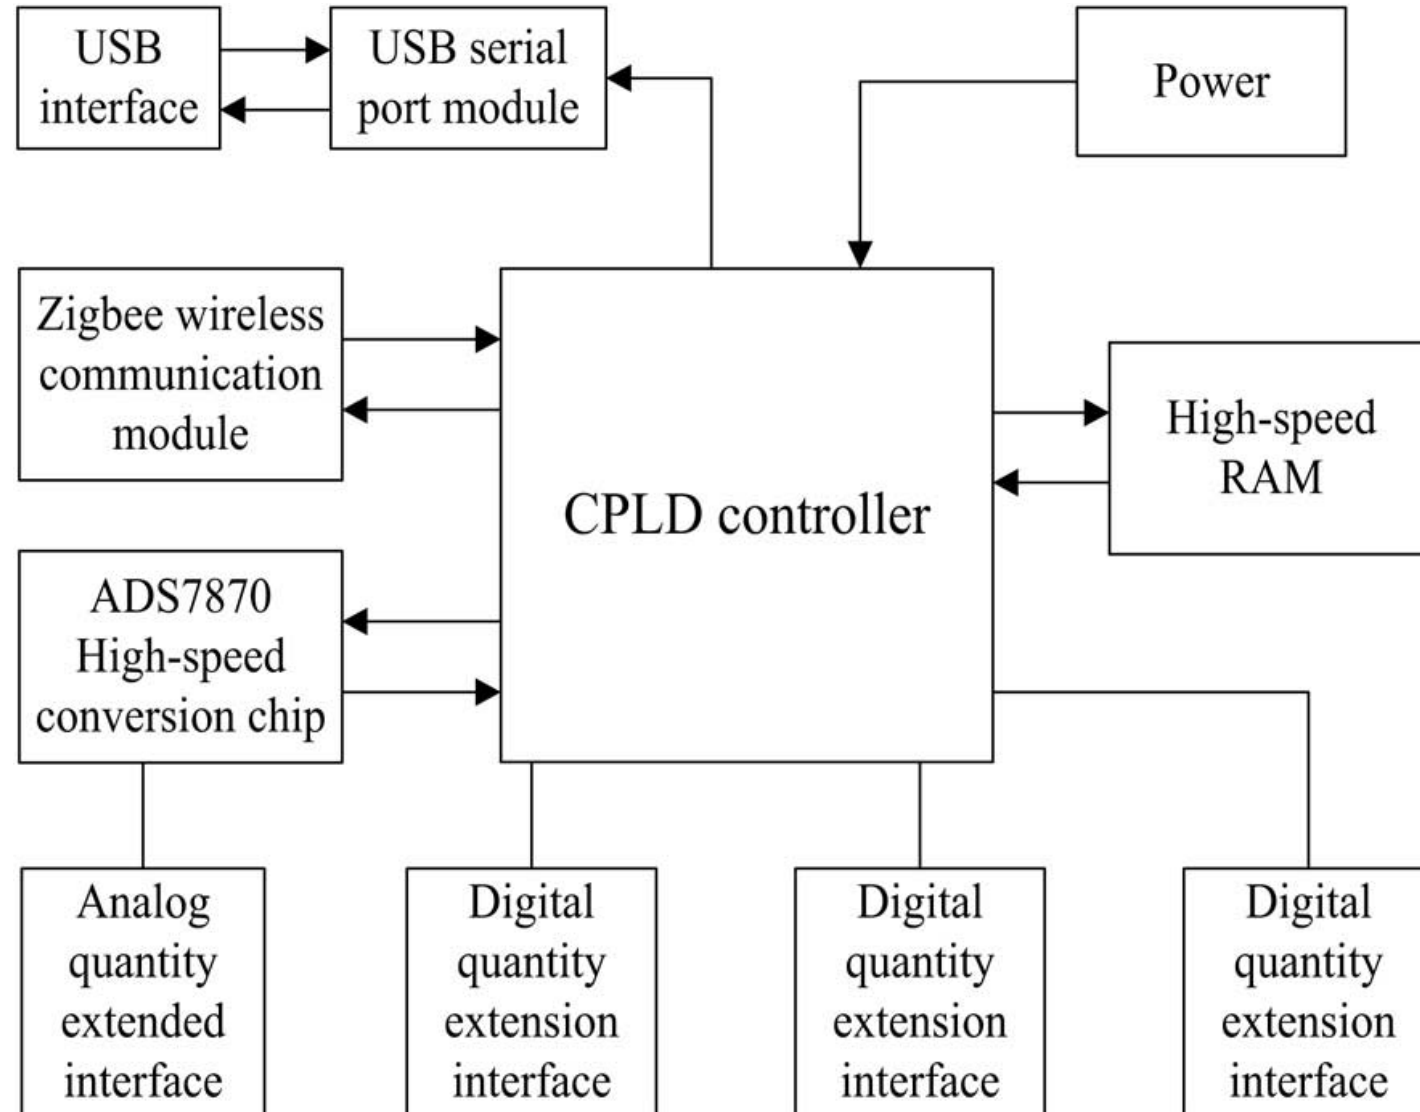 USB
interface
USB serial
port module
Power
Zigbee wireless
communication
module
High-speed
RAM
CPLD controller
ADS7870
High-speed
conversion chip
Analog
quantity
extended
interface
Digital
quantity
extension
interface
Digital
quantity
extension
interface
Digital
quantity
extension
interface